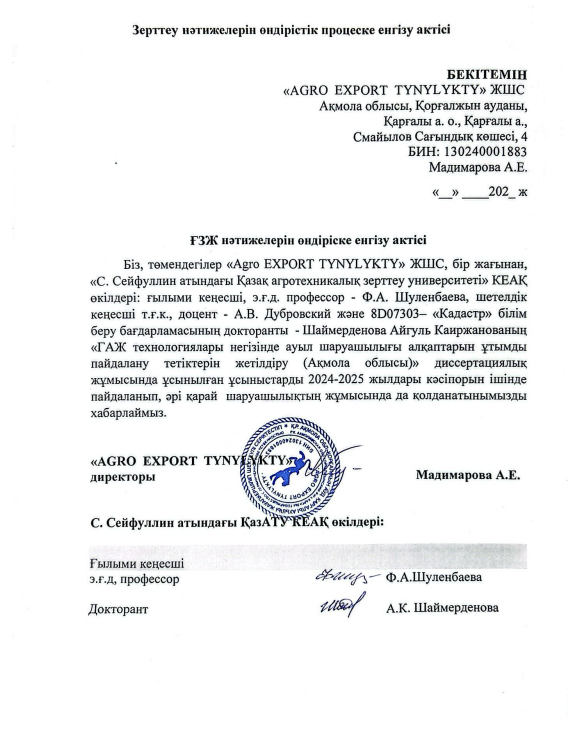 Зерттеу нәтижелерін өндірістік процеске енгізу актісі
БЕКІТЕМІН
«AGRO EXPORT TYNYLYKTY» ЖШС
Ақмола облысы, Қорғалжын ауданы,
Қарғалы а. о., Қарғалы а.,
Смайылов Сағындық көшесі, 4
БИН: 130240001883
Мадимарова А.Е.
«__» ____202_ ж
ҒЗЖ нәтижелерін өндіріске енгізу актісі
Біз, төмендегілер «Agro EXPORT TYNYLYKTY» ЖШС, бір жағынан,
«С. Сейфуллин атындағы Қазақ агротехникалық зерттеу университеті» КЕАҚ
өкілдері: ғылыми кеңесші, э.ғ.д. профессор - Ф.А. Шуленбаева, шетелдік
кеңесші т.ғ.к., доцент - А.В. Дубровский және 8D07303– «Кадастр» білім
беру бағдарламасының докторанты - Шаймерденова Айгуль Каиржанованың
«ГАЖ технологиялары негізінде ауыл шаруашылығы алқаптарын ұтымды
пайдалану тетіктерін жетілдіру (Ақмола облысы)» диссертациялық
жұмысында ұсынылған ұсыныстарды 2024-2025 жылдары кәсіпорын ішінде
пайдаланып, әрі қарай шаруашылықтың жұмысында да қолданатынымызды
хабарлаймыз.
«AGRO EXPORT TYNYLYKTY»
директоры Мадимарова А.Е.
С. Сейфуллин атындағы ҚазАТУ КЕАҚ өкілдері:
Ғылыми кеңесші
э.ғ.д, профессор Ф.А.Шуленбаева
Докторант А.К. Шаймерденова